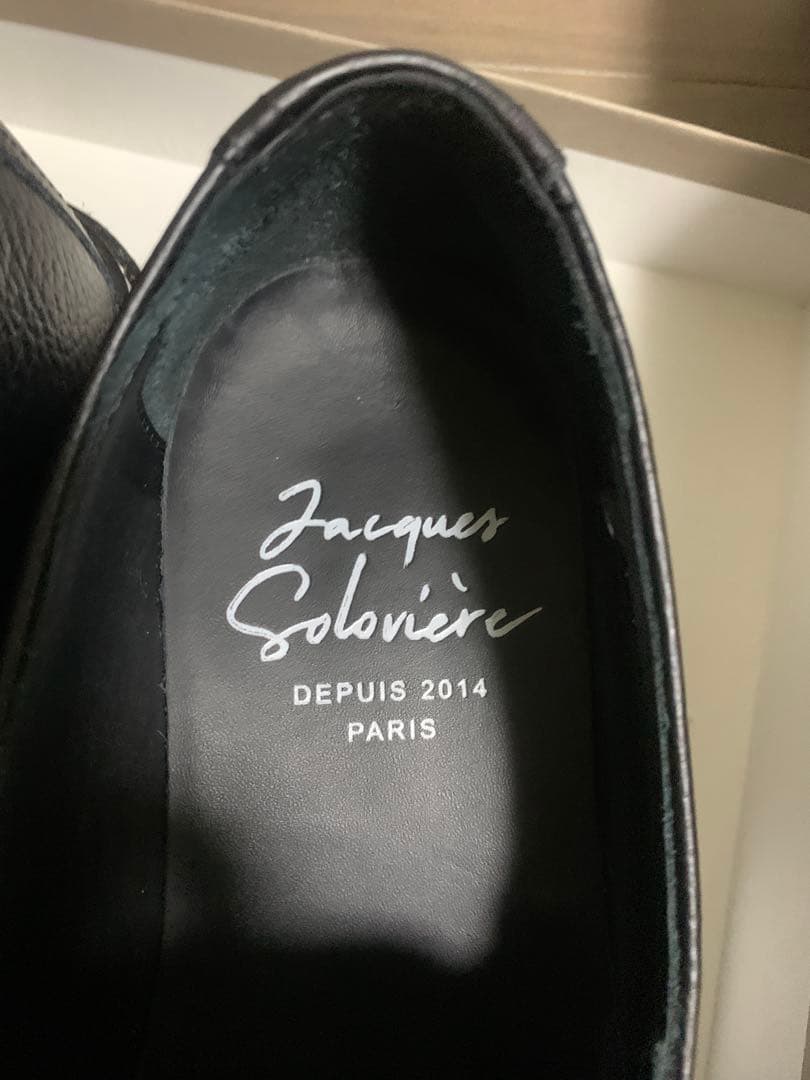 Jacques
Solovière
DEPUIS 2014
PARIS